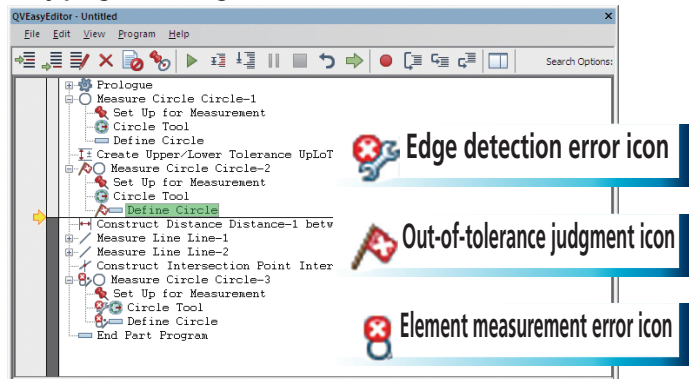 QVEasyEditor - Untitled
File Edit View Program Help
Search Options:
Prologue
Measure Circle Circle-1
Set Up for Measurement
Circle Tool
Define Circle
Create Upper/Lower Tolerance UpLoT
Measure Circle Circle-2
Set Up for Measurement
Circle Tool
Define Circle
Construct Distance Distance-1 betw
Measure Line Line-1
Measure Line Line-2
Construct Intersection Point Inter
Measure Circle Circle-3
Set Up for Measurement
Circle Tool
Define Circle
End Part Program
Edge detection error icon
Out-of-tolerance judgment icon
Element measurement error icon